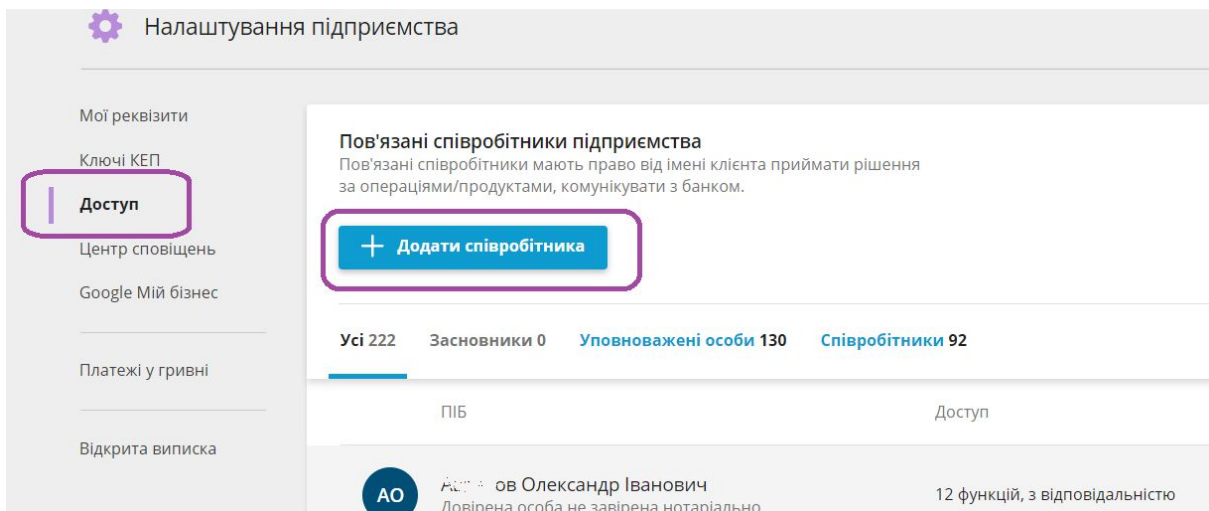 Налаштування підприємства
Мої реквізити
Ключі КЕП
Доступ
Центр сповіщень
Google Мій бізнес
Платежі у гривні
Відкрита виписка
Пов'язані співробітники підприємства
Пов'язані співробітники мають право від імені клієнта приймати рішення
за операціями/продуктами, комунікувати з банком.
+ Додати співробітника
Усі 222 Засновники 0 Уповноважені особи 130 Співробітники 92
ПІБ Доступ
АО ов Олександр Іванович 12 функцій, з відповідальністю
Довірена особа не завірена нотаріально